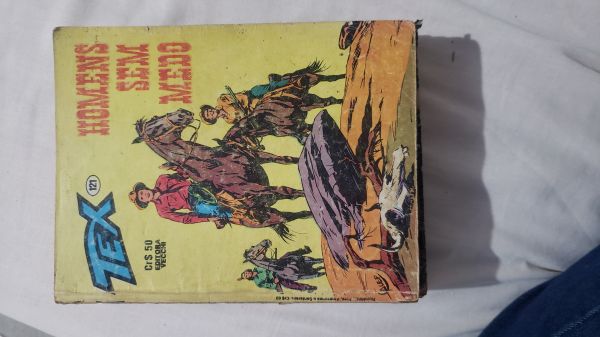 TEX
121
HOMENS
SEM
MEDO
Cr$ 50
EDITORA
VECCHI